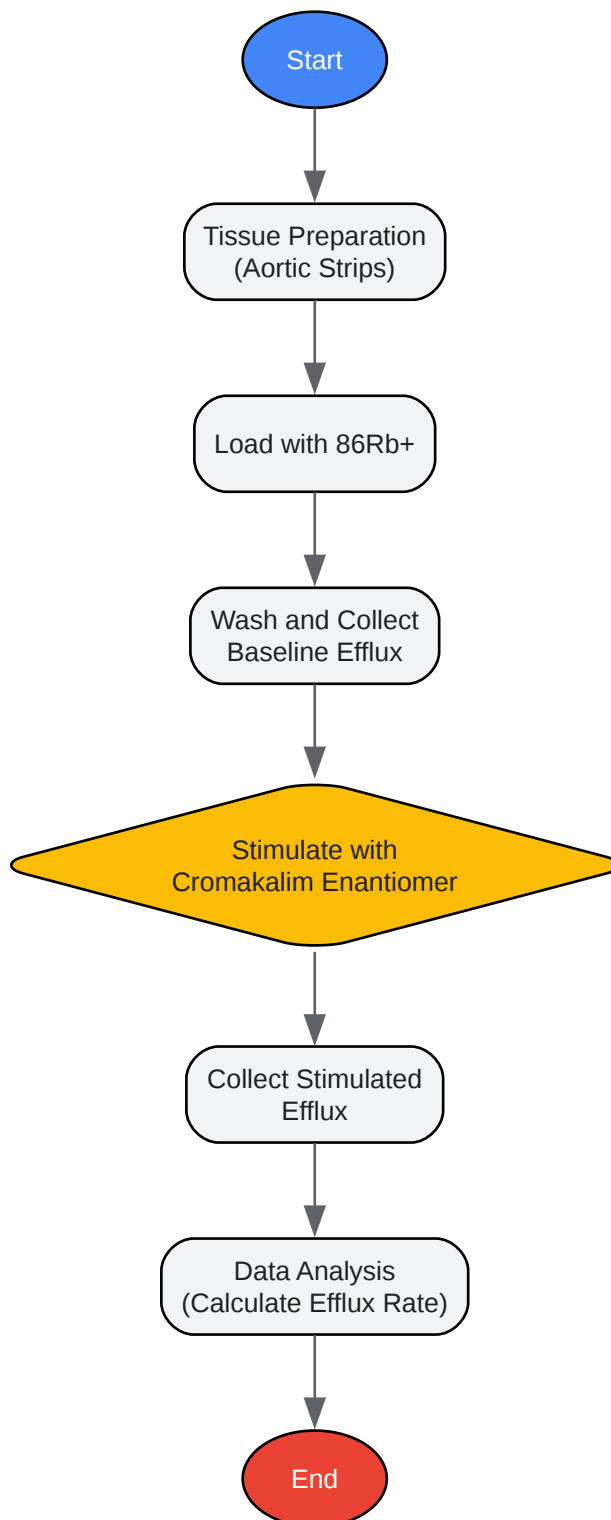 Start
Tissue Preparation
(Aortic Strips)
Load with 86Rb+
Wash and Collect
Baseline Efflux
Stimulate with
Cromakalim Enantiomer
Collect Stimulated
Efflux
Data Analysis
(Calculate Efflux Rate)
End